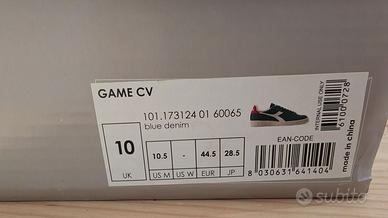 GAME CV
101.173124 01 60065
blue denim
INTERNAL USE ONLY
61000728
10
UK
10.5
-
44.5
28.5
US M
US W
EUR
JP
EAN-CODE
8 030631 641404
made in china
subito